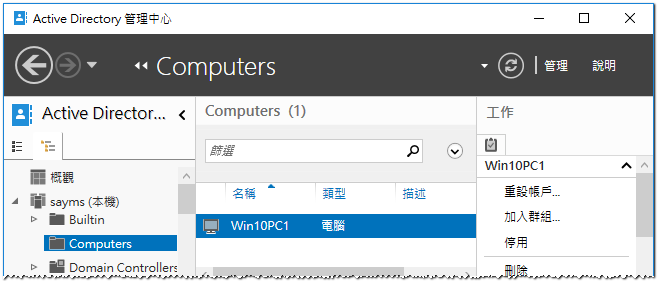 Active Directory 管理中心
Computers
管理
說明
Active Director...
概觀
sayms (本機)
Builtin
Computers
Domain Controllers
Computers (1)
篩選
名稱 類型 描述
Win10PC1 電腦
工作
Win10PC1
重設帳戶...
加入群組...
停用
刪除